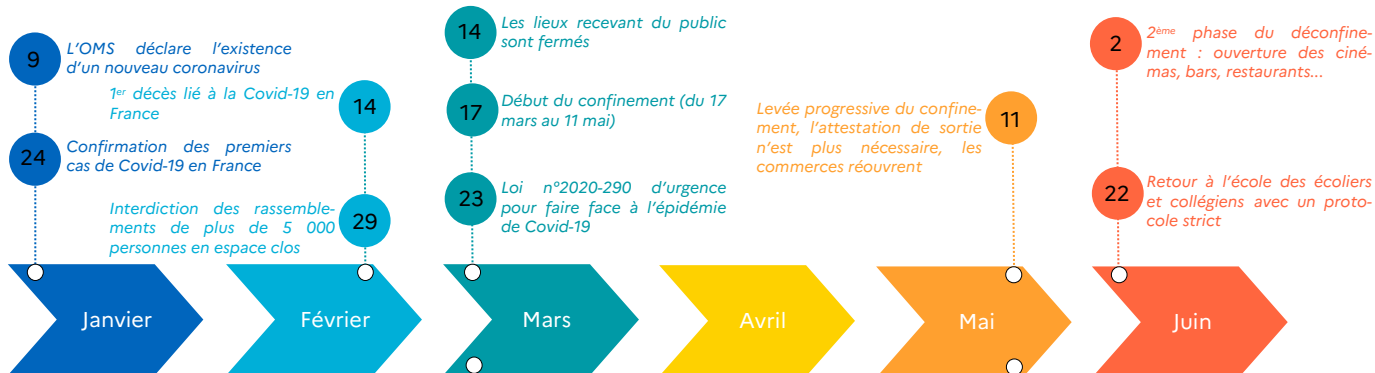 9
L'OMS déclare l'existence
d'un nouveau coronavirus
24
Confirmation des premiers
cas de Covid-19 en France
1er décès lié à la Covid-19 en
France
14
Interdiction des rassemble-
ments de plus de 5 000
personnes en espace clos
29
14
Les lieux recevant du public
sont fermés
17
Début du confinement (du 17
mars au 11 mai)
23
Loi n°2020-290 d'urgence
pour faire face à l'épidémie
de Covid-19
Levée progressive du confine-
ment, l'attestation de sortie
n'est plus nécessaire, les
commerces réouvrent
11
2
2ème phase du déconfine-
ment : ouverture des ciné-
mas, bars, restaurants...
22
Retour à l'école des écoliers
et collégiens avec un proto-
cole strict
Janvier
Février
Mars
Avril
Mai
Juin